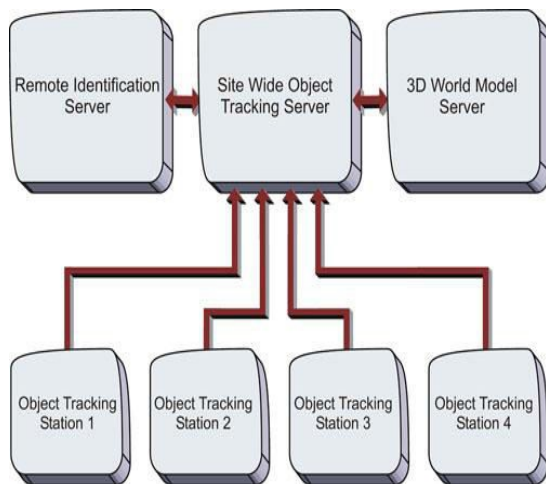 Remote Identification
Server
Site Wide Object
Tracking Server
3D World Model
Server
Object Tracking
Station 1
Object Tracking
Station 2
Object Tracking
Station 3
Object Tracking
Station 4